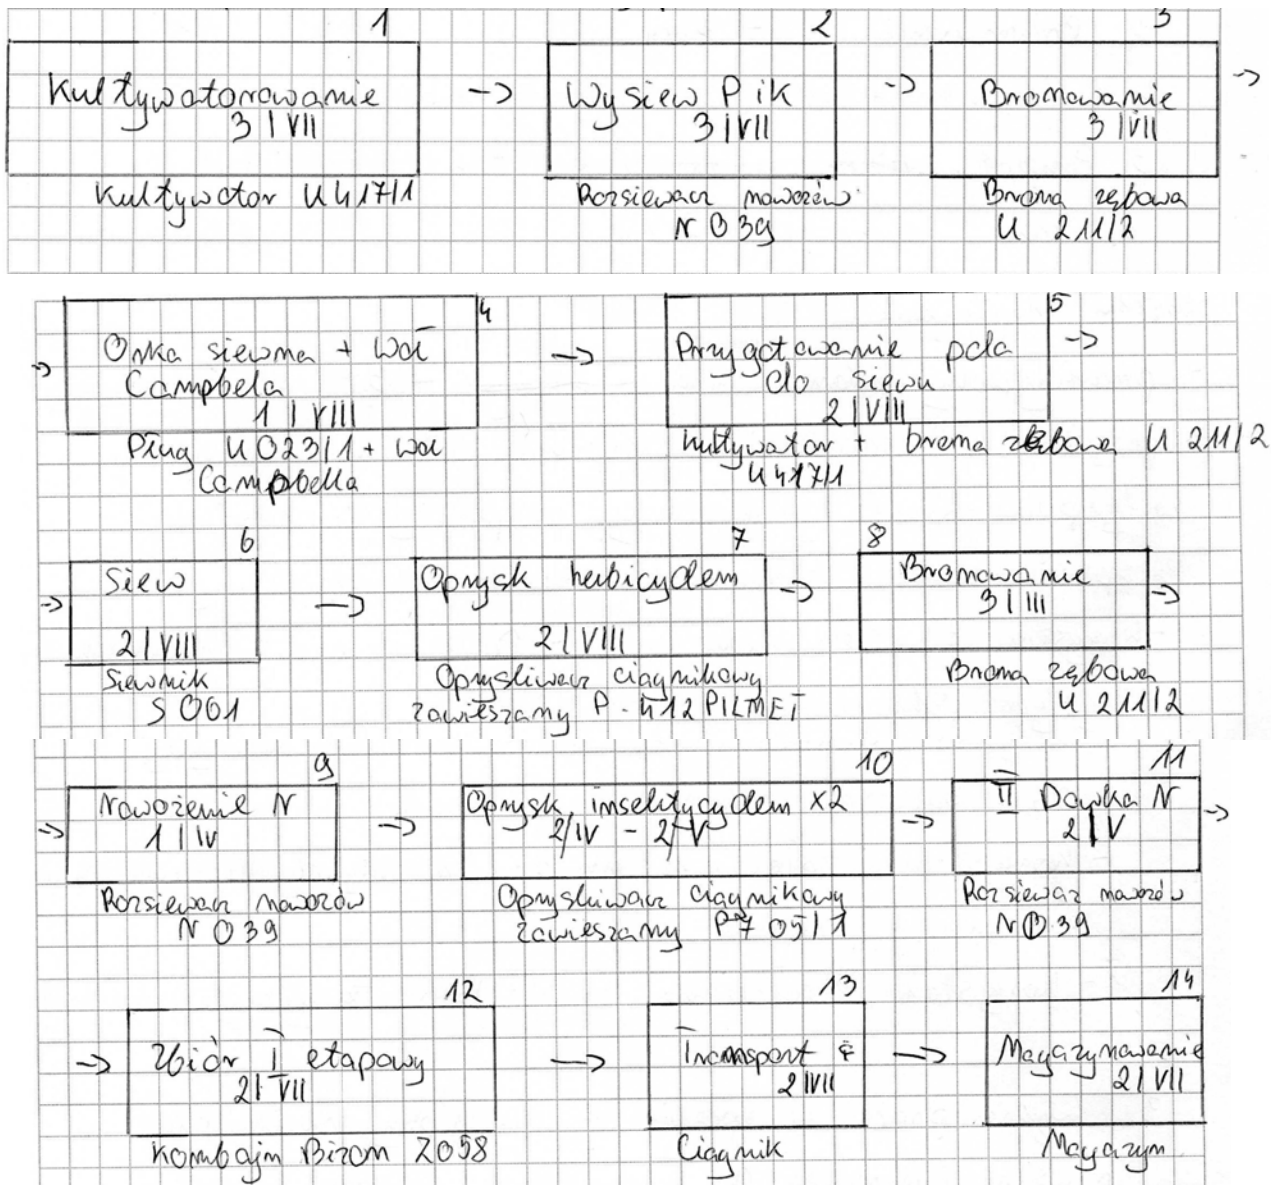 1
Kultywatorowanie
3 | VII
Kultywator U 417/1
2
Wysiew P i K
3 | VII
Rozsiewacz nawozów
N 039
3
Bronowanie
3 | VII
Brona zębowa
U 211/2
4
Orka siewna + wał
Campbela
1 | VIII
Pług U 023/1 + wał
Campbella
5
Przygotowanie pola
do siewu
2 | VIII
kultywator + brona zębowa U 211/2
U 417/1
6
Siew
2 | VIII
Siewnik
S 061
7
Oprysk herbicydem
2 | VIII
Opryskiwacz ciągnikowy
zawieszany P-412 PILMET
8
Bronowanie
3 | III
Brona zębowa
U 211/2
9
Nawożenie N
1 | IV
Rozsiewacz nawozów
N 039
10
Oprysk insektycydem x2
2/IV - 2/V
Opryskiwacz ciągnikowy
zawieszany 05/1
11
II Dawka N
2 | V
Rozsiewacz nawozów
N 039
12
Zbiór I etapowy
2 | VII
Kombajn Bizon Z058
13
Transport
2 | VII
Ciągnik
14
Magazynowanie
2 | VII
Magazyn